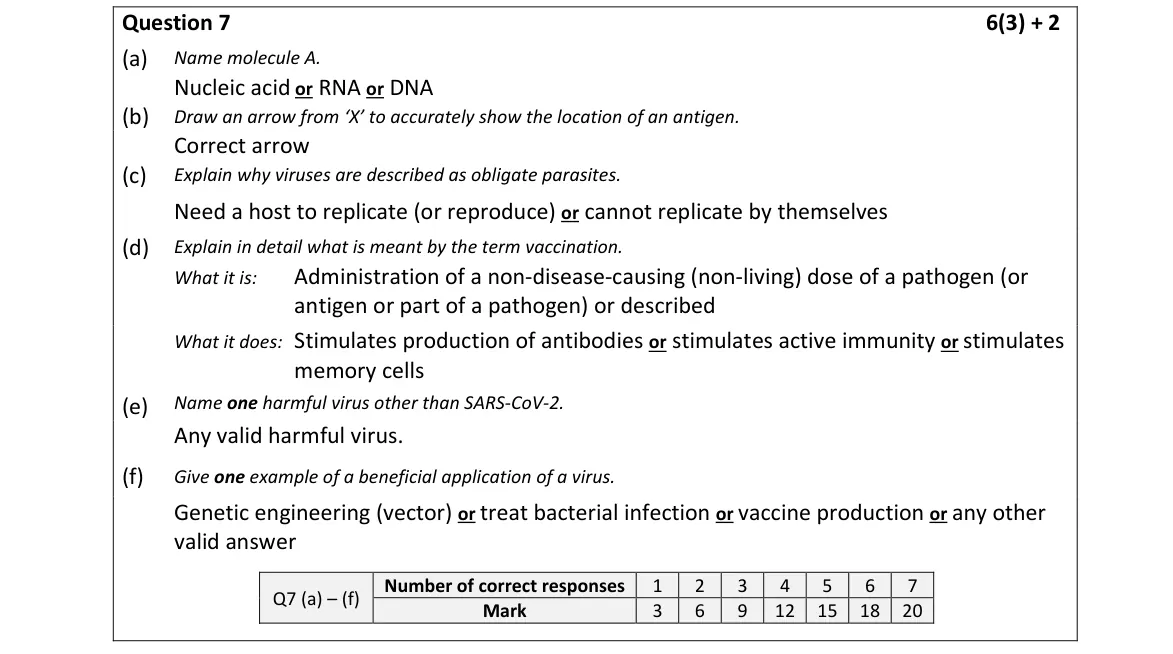 Question 7 6(3) + 2
(a) Name molecule A.
Nucleic acid or RNA or DNA
(b) Draw an arrow from ‘X’ to accurately show the location of an antigen.
Correct arrow
(c) Explain why viruses are described as obligate parasites.
Need a host to replicate (or reproduce) or cannot replicate by themselves
(d) Explain in detail what is meant by the term vaccination.
What it is: Administration of a non-disease-causing (non-living) dose of a pathogen (or
antigen or part of a pathogen) or described
What it does: Stimulates production of antibodies or stimulates active immunity or stimulates
memory cells
(e) Name one harmful virus other than SARS-CoV-2.
Any valid harmful virus.
(f) Give one example of a beneficial application of a virus.
Genetic engineering (vector) or treat bacterial infection or vaccine production or any other
valid answer
Q7 (a) – (f) Number of correct responses 1 2 3 4 5 6 7
Mark 3 6 9 12 15 18 20